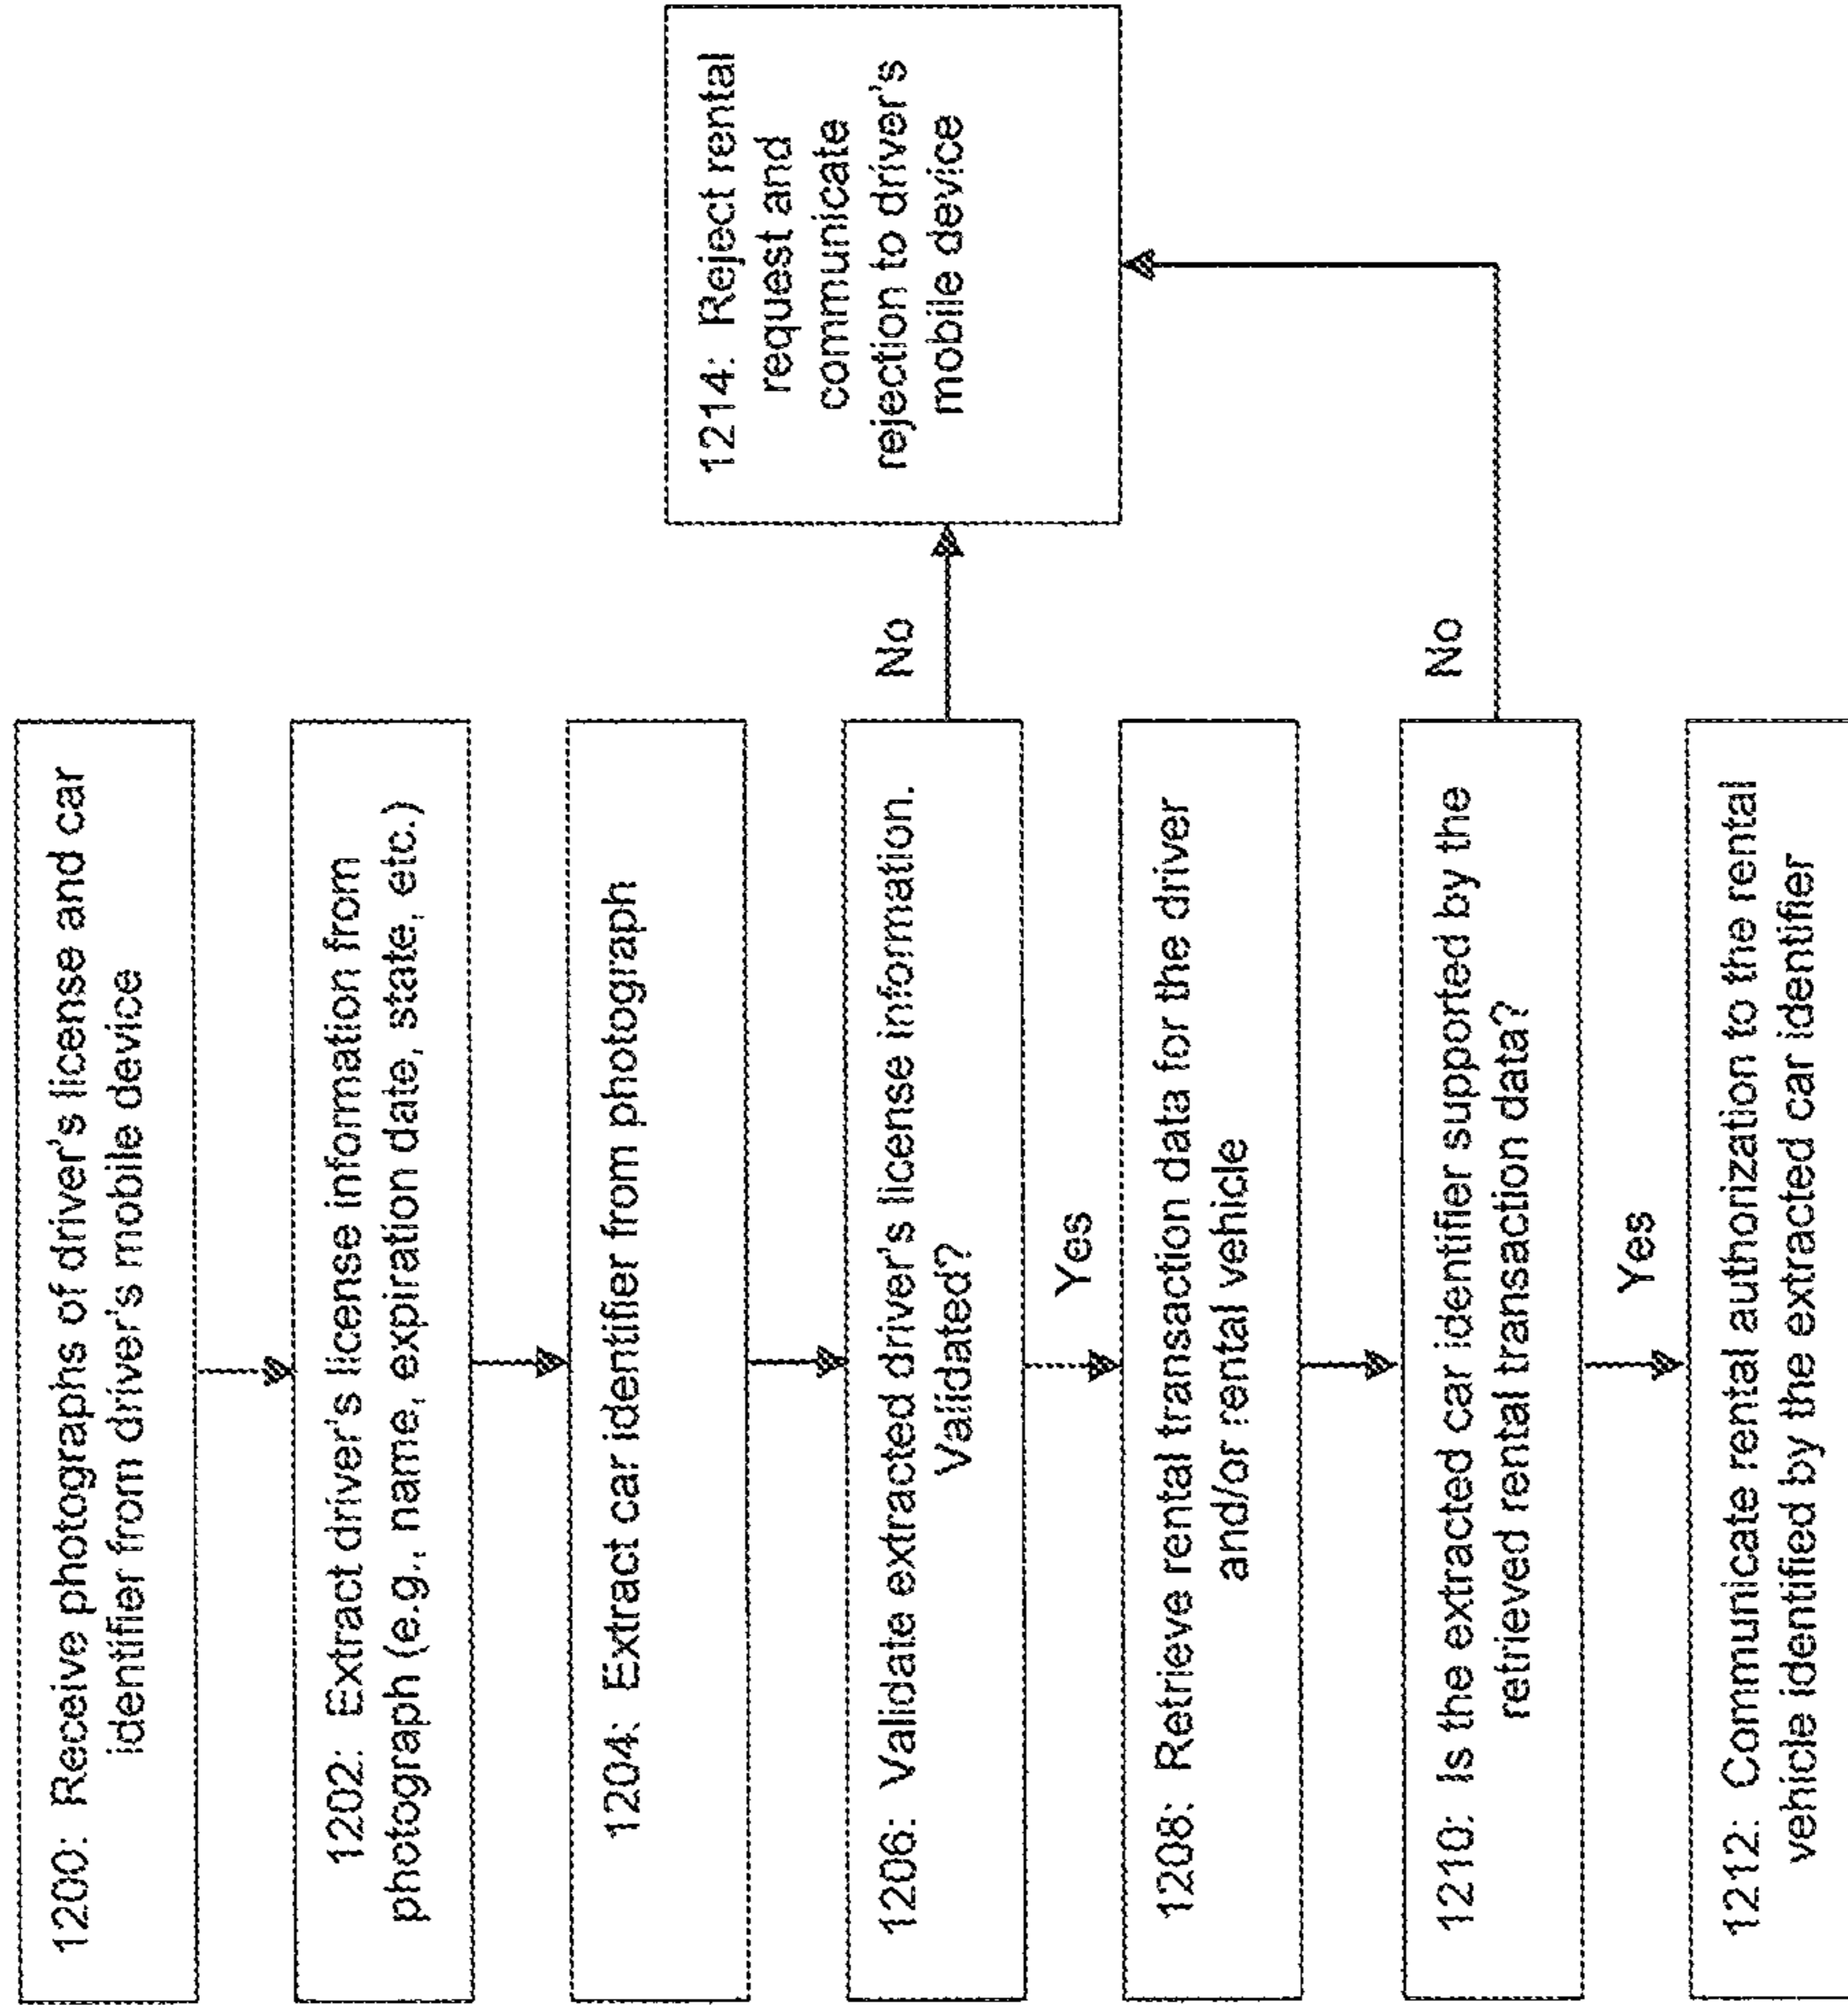 1200: Receive photographs of driver's license and car
identifier from driver's mobile device
1202: Extract driver's license information from
photograph (e.g., name, expiration date, state, etc.)
1204: Extract car identifier from photograph
1206: Validate extracted driver's license information.
Validated?
No
1214: Reject rental
request and
communicate
rejection to driver's
mobile device
Yes
1208: Retrieve rental transaction data for the driver
and/or rental vehicle
1210: Is the extracted car identifier supported by the
retrieved rental transaction data?
No
Yes
1212: Communicate rental authorization to the rental
vehicle identified by the extracted car identifier